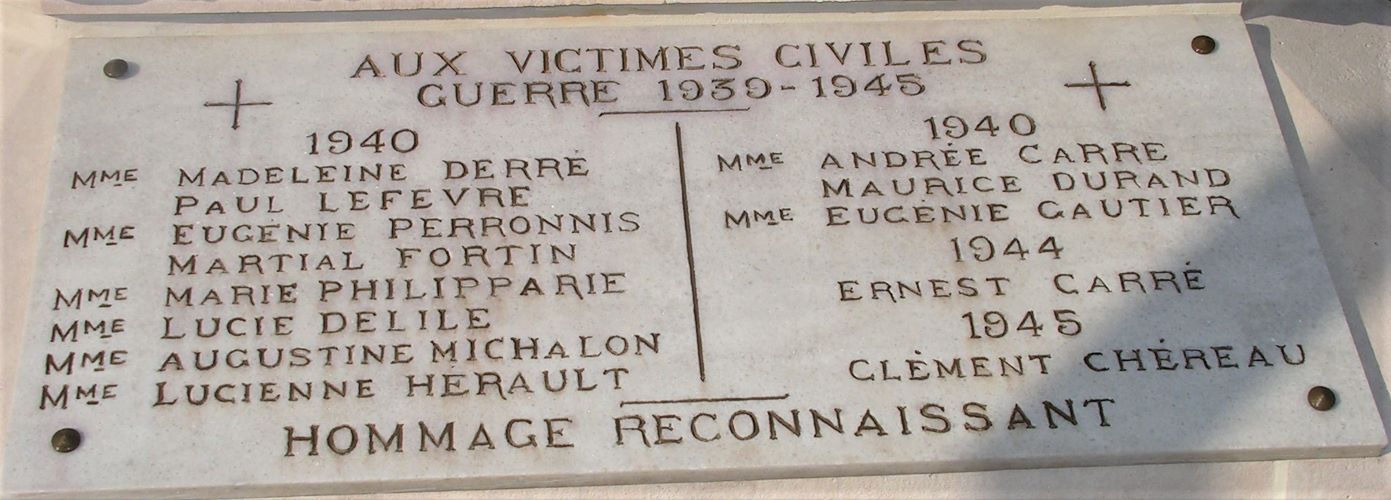 AUX VICTIMES CIVILES
GUERRE 1939-1945
1940
MME MADELEINE DERRÉ
PAUL LEFEVRE
MME EUGÉNIE PERRONNIS
MARTIAL FORTIN
MME MARIE PHILIPPARIE
MME LUCIE DELILE
MME AUGUSTINE MICHALON
MME LUCIENNE HÉRAULT
1940
MME ANDRÉE CARRE
MAURICE DURAND
MME EUGÉNIE GAUTIER
1944
ERNEST CARRÉ
1945
CLÉMENT CHÉREAU
HOMMAGE RECONNAISSANT